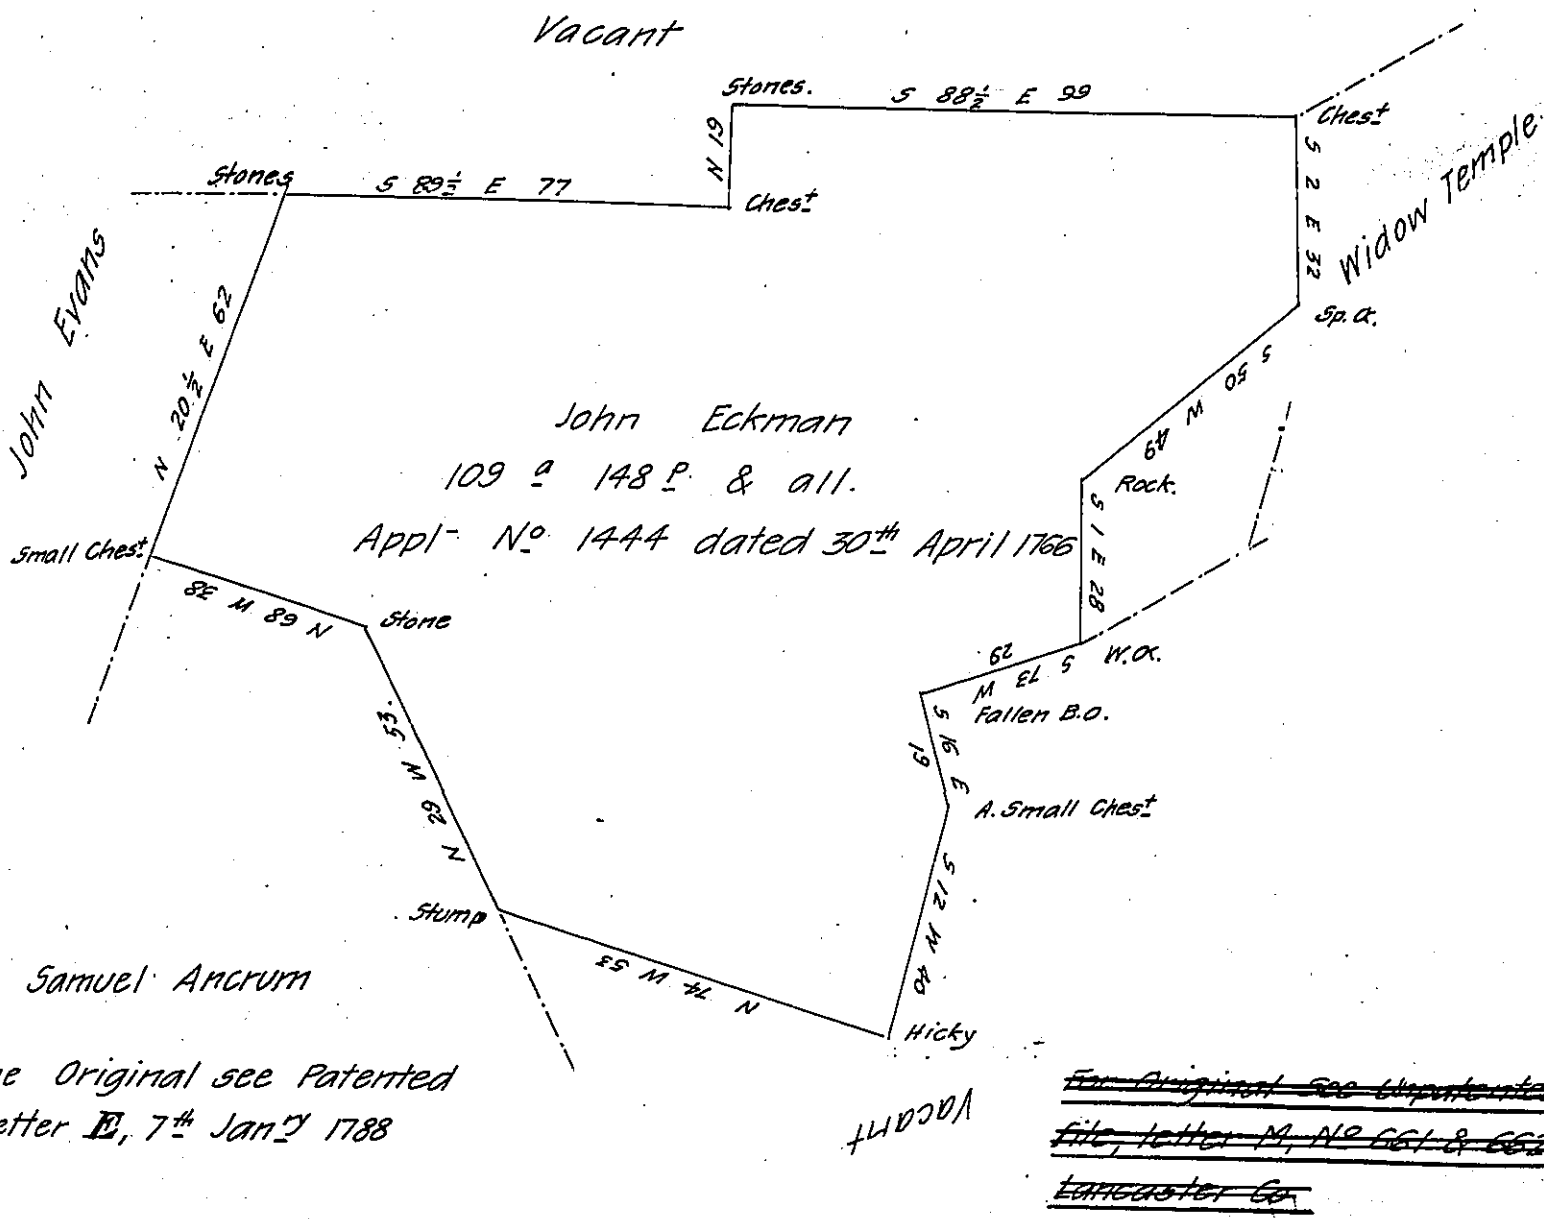 Vacant
Stones.
S 88½ E 99
Chest
N 19
S 2 E 32
Widow Temple.
Stones
S 89½ E 77
Chest
John Evans
N 20½ E 62
Sp. O.
S 50 W 49
John Eckman
109 a 148 P. & all.
Appl- No. 1444 dated 30th April 1766
Rock.
S 1 E 28
Small Chest
N 68 W 38
Stone
W.O.
S 73 W
29
Fallen B.O.
S 16 E
19
N 29 W 53.
A. Small Chest
S 12 W 40
Stump
N 74 W 53
Samuel Ancrum
Hicky
Vacant
e Original see Patented
etter E, 7th Jany 1788
For Original See Unpatented
file, letter M, No 661 & 662
Lancaster Co.